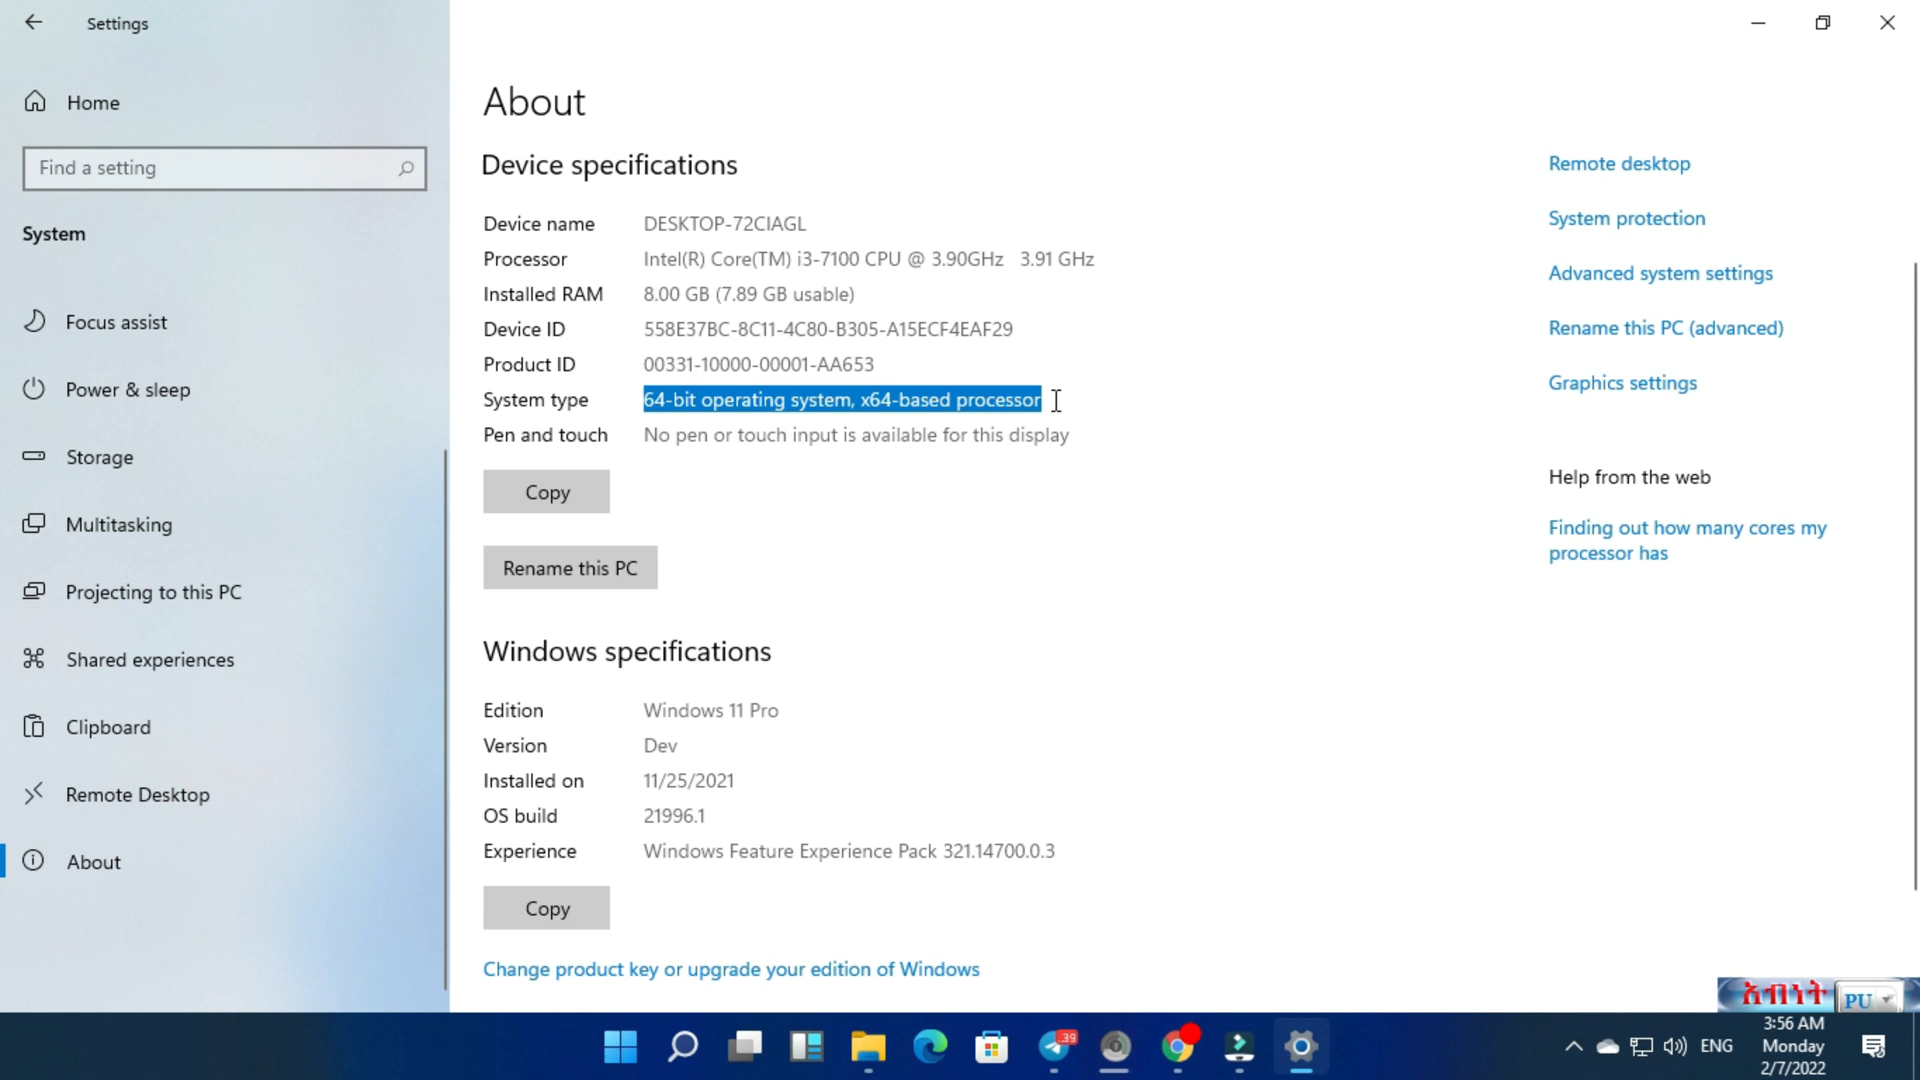 Settings
Home
Find a setting
System
Focus assist
Power & sleep
Storage
Multitasking
Projecting to this PC
Shared experiences
Clipboard
Remote Desktop
About
About
Device specifications
Device name DESKTOP-72CIAGL
Processor Intel(R) Core(TM) i3-7100 CPU @ 3.90GHz 3.91 GHz
Installed RAM 8.00 GB (7.89 GB usable)
Device ID 558E37BC-8C11-4C80-B305-A15ECF4EAF29
Product ID 00331-10000-00001-AA653
System type 64-bit operating system, x64-based processor
Pen and touch No pen or touch input is available for this display
Copy
Rename this PC
Windows specifications
Edition Windows 11 Pro
Version Dev
Installed on 11/25/2021
OS build 21996.1
Experience Windows Feature Experience Pack 321.14700.0.3
Copy
Change product key or upgrade your edition of Windows
Remote desktop
System protection
Advanced system settings
Rename this PC (advanced)
Graphics settings
Help from the web
Finding out how many cores my
processor has
አብነት PU
39
ENG
3:56 AM
Monday
2/7/2022